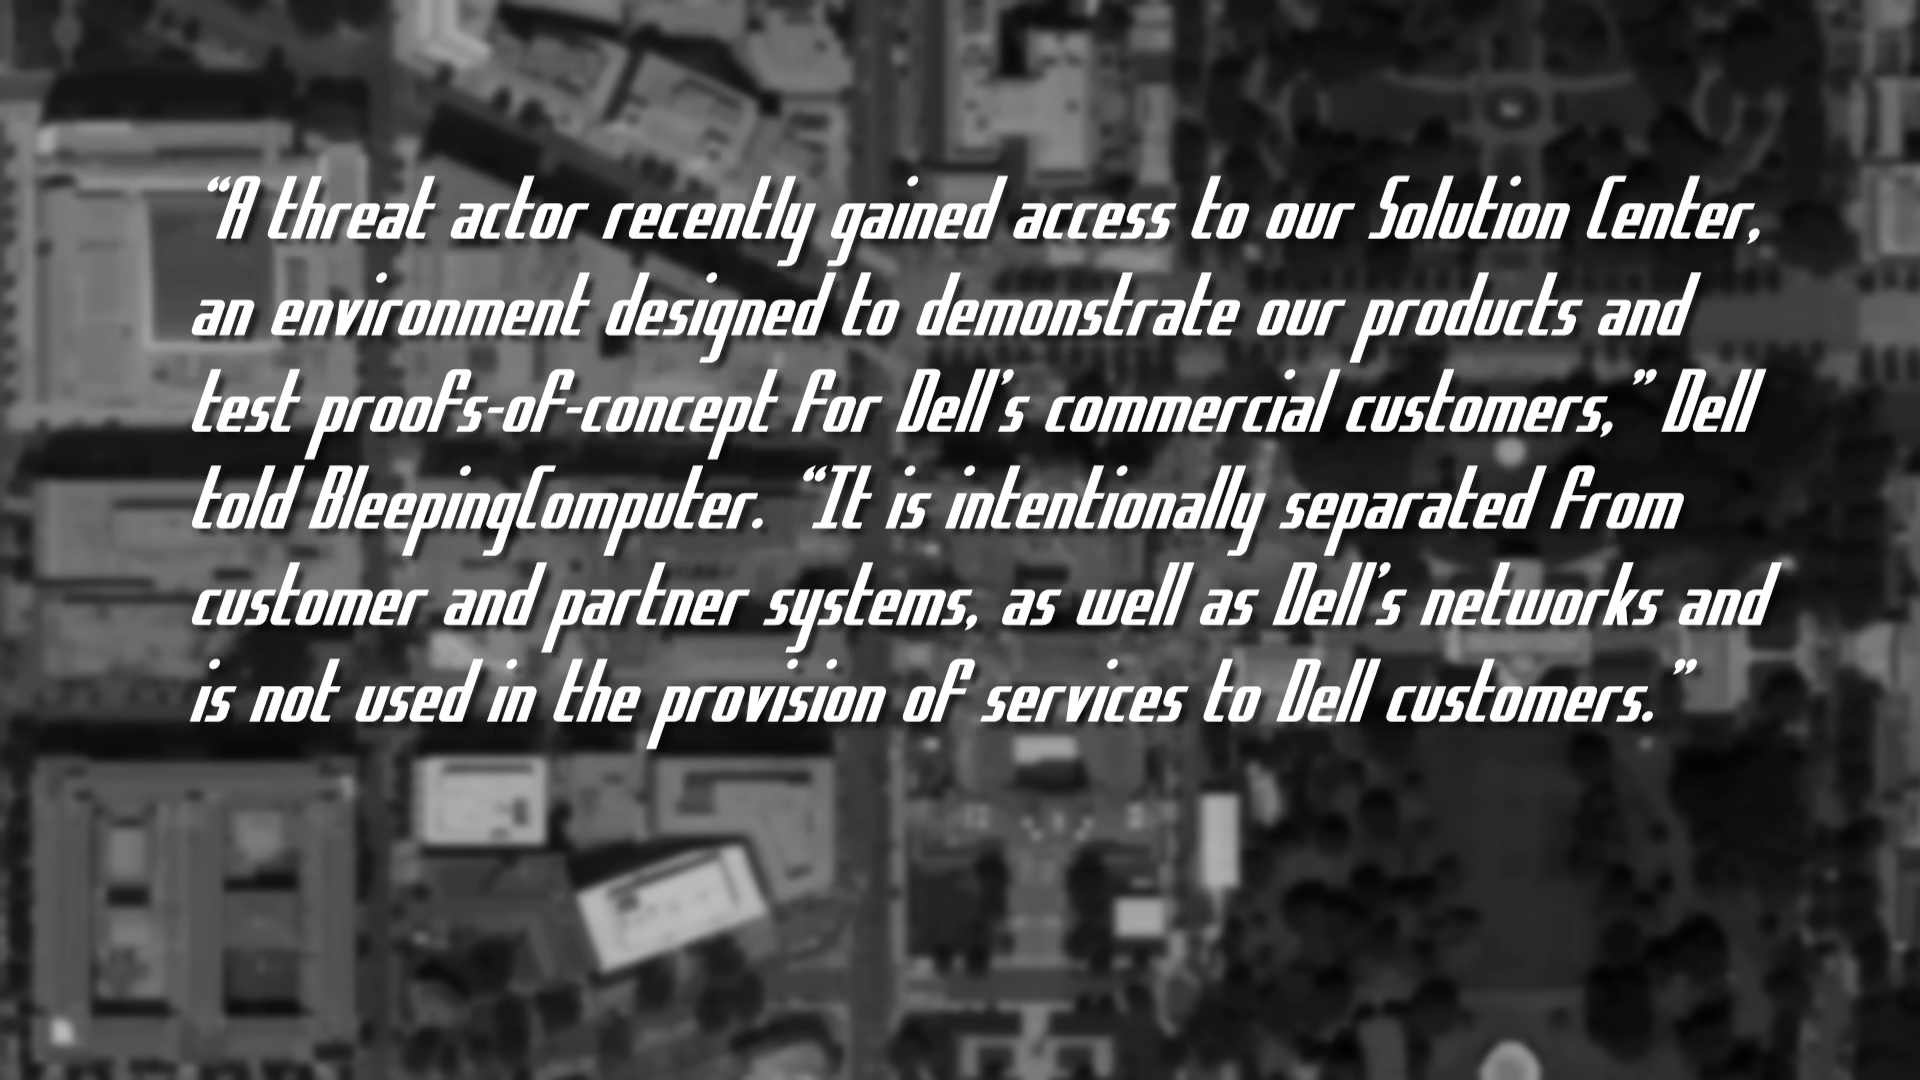 “A threat actor recently gained access to our Solution Center,
an environment designed to demonstrate our products and
test proofs-of-concept for Dell’s commercial customers,” Dell
told BleepingComputer. “It is intentionally separated from
customer and partner systems, as well as Dell’s networks and
is not used in the provision of services to Dell customers.”